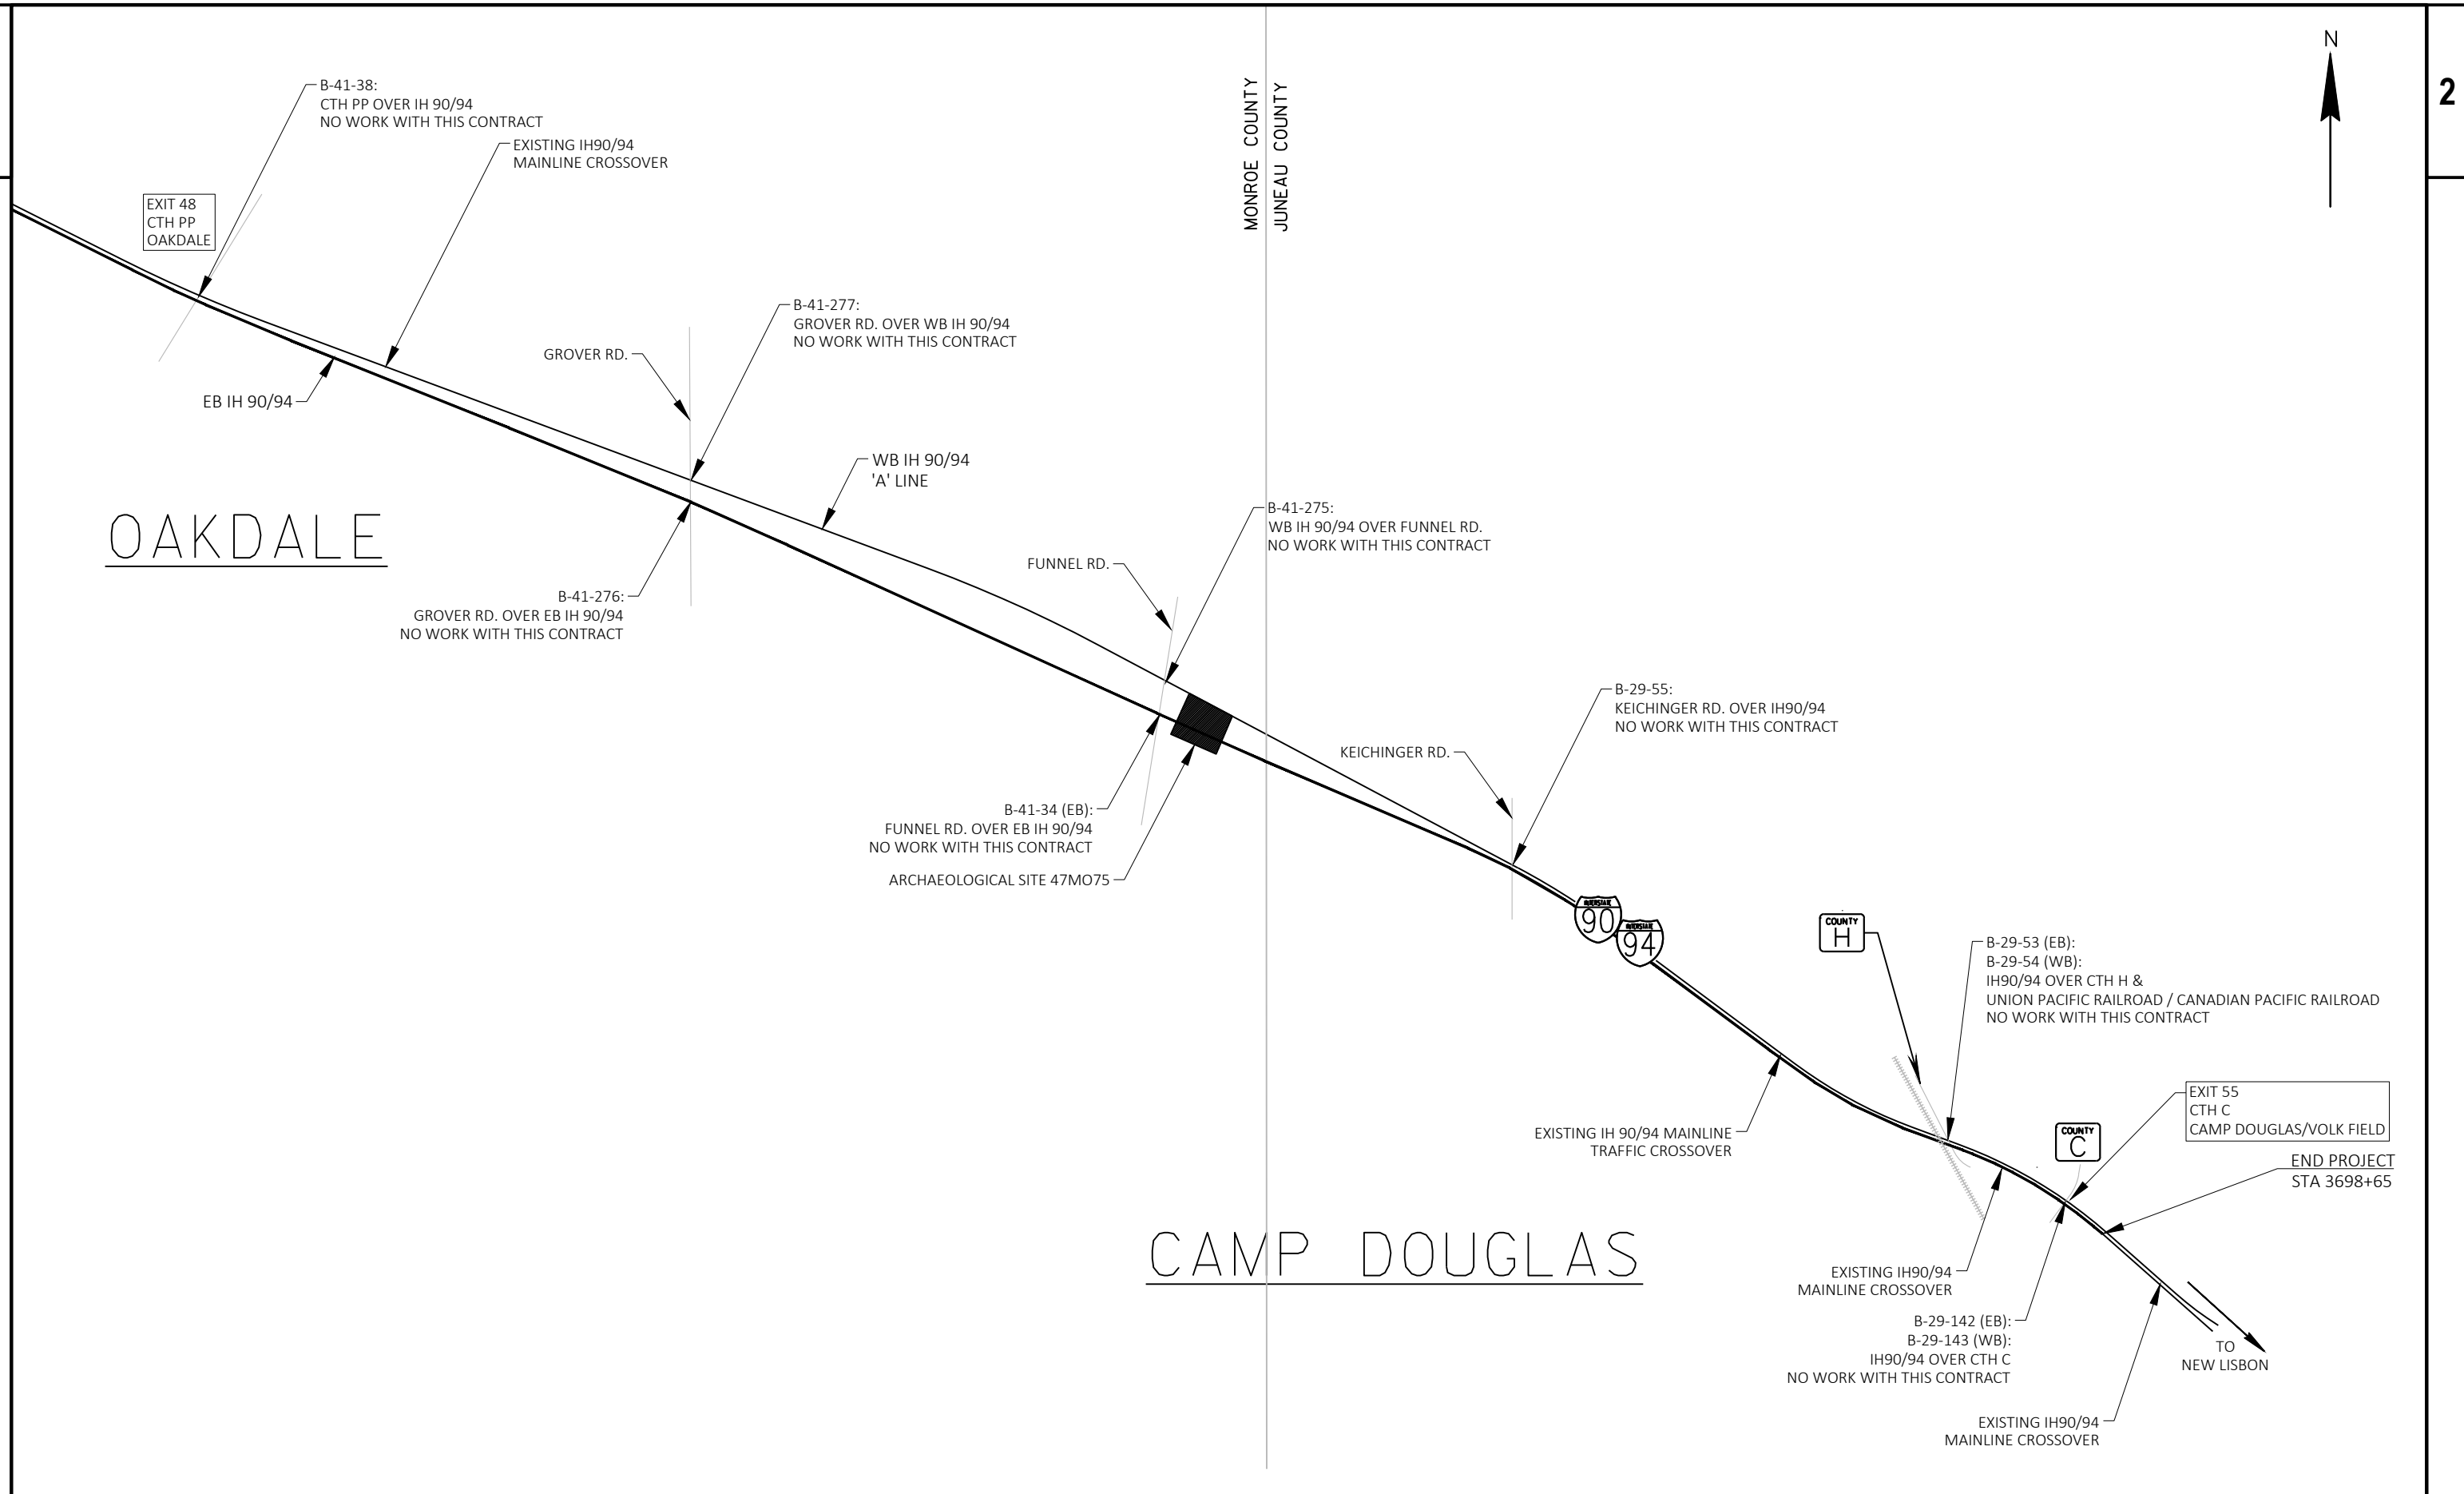 N
2
B-41-38:
CTH PP OVER IH 90/94
NO WORK WITH THIS CONTRACT
EXISTING IH90/94
MAINLINE CROSSOVER
MONROE COUNTY
JUNEAU COUNTY
EXIT 48
CTH PP
OAKDALE
EB IH 90/94
GROVER RD.
B-41-277:
GROVER RD. OVER WB IH 90/94
NO WORK WITH THIS CONTRACT
WB IH 90/94
'A' LINE
OAKDALE
B-41-276:
GROVER RD. OVER EB IH 90/94
NO WORK WITH THIS CONTRACT
FUNNEL RD.
B-41-275:
WB IH 90/94 OVER FUNNEL RD.
NO WORK WITH THIS CONTRACT
B-41-34 (EB):
FUNNEL RD. OVER EB IH 90/94
NO WORK WITH THIS CONTRACT
ARCHAEOLOGICAL SITE 47MO75
KEICHINGER RD.
B-29-55:
KEICHINGER RD. OVER IH90/94
NO WORK WITH THIS CONTRACT
INTERSTATE
90
INTERSTATE
94
COUNTY
H
B-29-53 (EB):
B-29-54 (WB):
IH90/94 OVER CTH H &
UNION PACIFIC RAILROAD / CANADIAN PACIFIC RAILROAD
NO WORK WITH THIS CONTRACT
EXISTING IH 90/94 MAINLINE
TRAFFIC CROSSOVER
COUNTY
C
EXIT 55
CTH C
CAMP DOUGLAS/VOLK FIELD
END PROJECT
STA 3698+65
CAMP DOUGLAS
EXISTING IH90/94
MAINLINE CROSSOVER
B-29-142 (EB):
B-29-143 (WB):
IH90/94 OVER CTH C
NO WORK WITH THIS CONTRACT
TO
NEW LISBON
EXISTING IH90/94
MAINLINE CROSSOVER